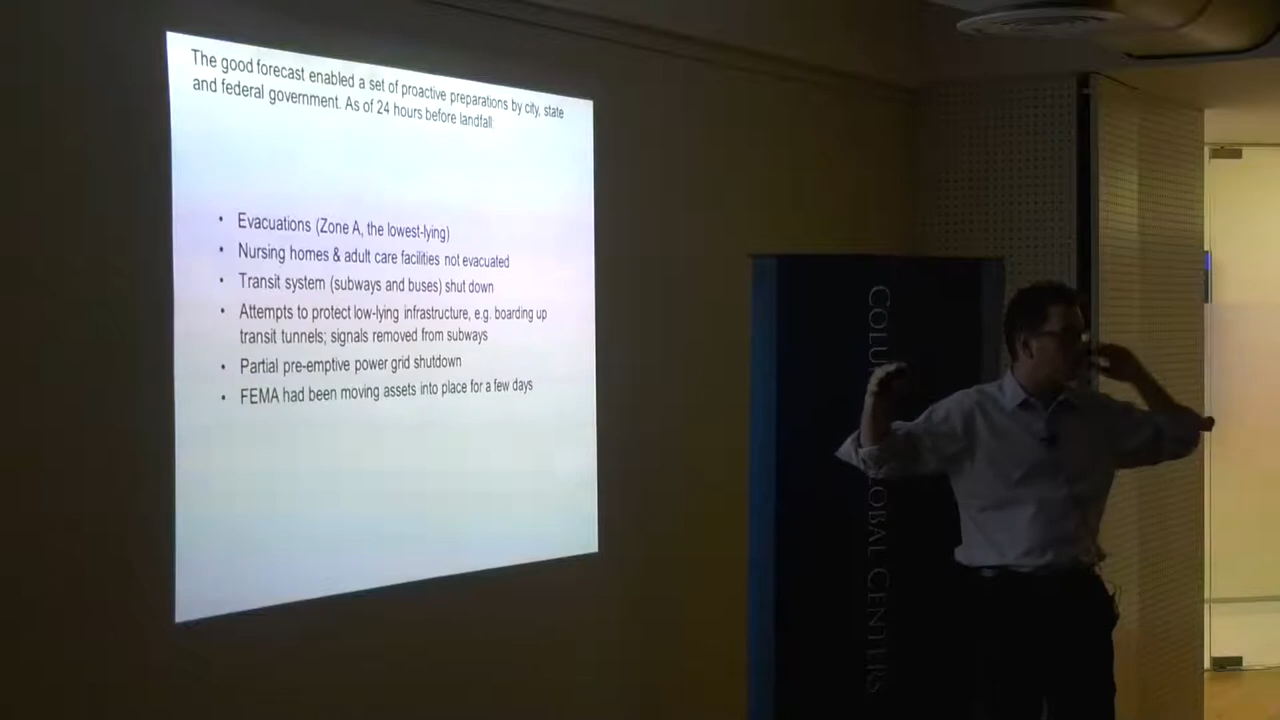 The good forecast enabled a set of proactive preparations by city, state
and federal government. As of 24 hours before landfall:
• Evacuations (Zone A, the lowest-lying)
• Nursing homes & adult care facilities not evacuated
• Transit system (subways and buses) shut down
• Attempts to protect low-lying infrastructure, e.g. boarding up
transit tunnels; signals removed from subways
• Partial pre-emptive power grid shutdown
• FEMA had been moving assets into place for a few days
COLU GLOBAL CENTERS